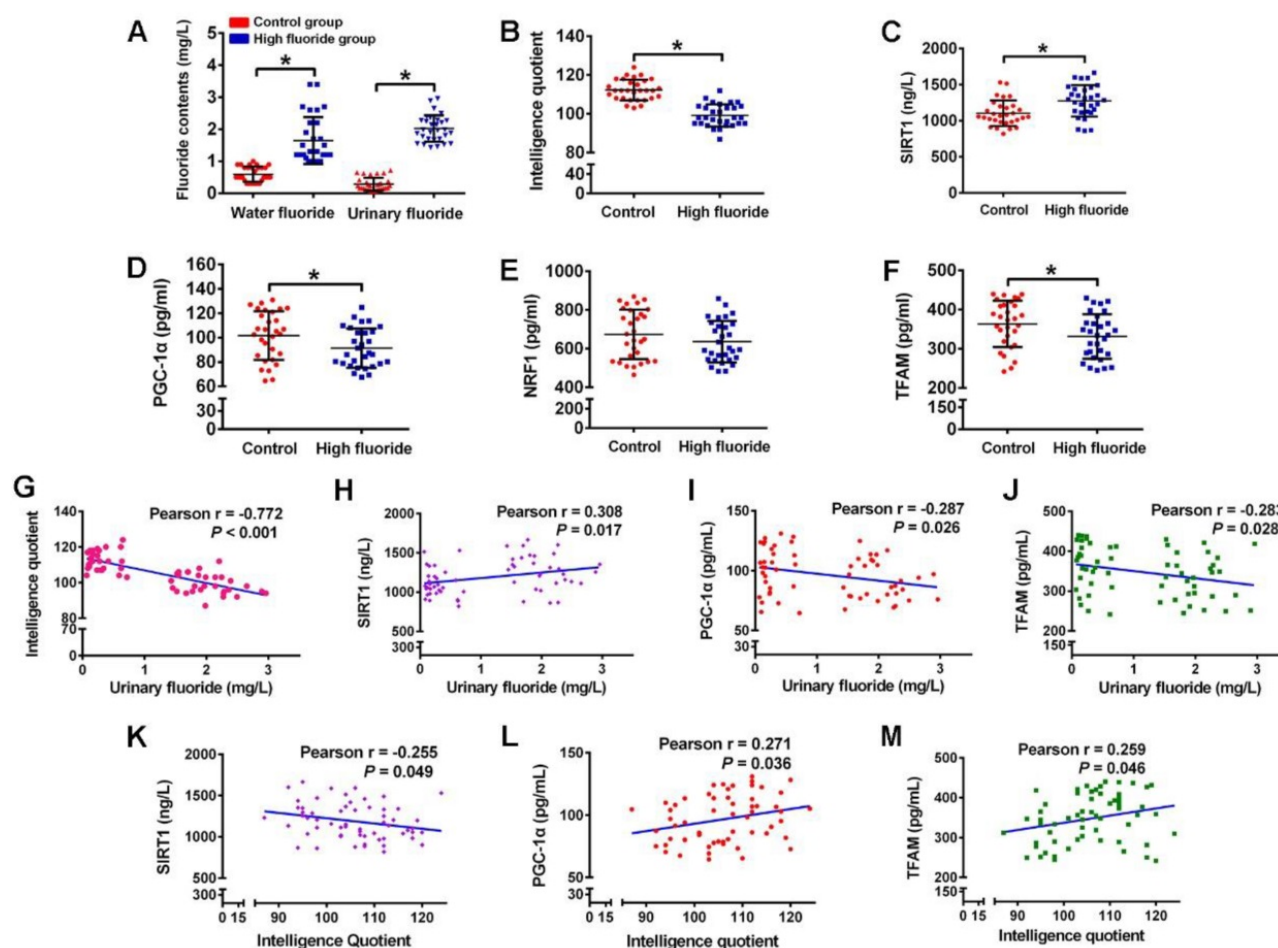 A
Control group
High fluoride group
Fluoride contents (mg/L)
5
4
3
2
1
0
*
*
Water fluoride
Urinary fluoride
B
Intelligence quotient
140
120
100
80
40
0
*
Control
High fluoride
C
SIRT1 (ng/L)
2000
1500
1000
500
0
*
Control
High fluoride
D
PGC-1α (pg/ml)
160
140
120
100
80
60
30
0
*
Control
High fluoride
E
NRF1 (pg/ml)
1000
800
600
400
200
0
Control
High fluoride
F
TFAM (pg/ml)
500
400
300
200
150
0
*
Control
High fluoride
G
Intelligence quotient
140
120
100
80
70
0
Pearson r = -0.772
P < 0.001
0 1 2 3
Urinary fluoride (mg/L)
H
SIRT1 (ng/L)
2000
1500
1000
500
300
0
Pearson r = 0.308
P = 0.017
0 1 2 3
Urinary fluoride (mg/L)
I
PGC-1α (pg/mL)
150
100
50
30
0
Pearson r = -0.287
P = 0.026
0 1 2 3
Urinary fluoride (mg/L)
J
TFAM (pg/mL)
500
400
300
200
150
0
Pearson r = -0.283
P = 0.028
0 1 2 3
Urinary fluoride (mg/L)
K
SIRT1 (ng/L)
2000
1500
1000
500
300
0
Pearson r = -0.255
P = 0.049
0 15 90 100 110 120
Intelligence Quotient
L
PGC-1α (pg/mL)
150
100
50
30
0
Pearson r = 0.271
P = 0.036
0 15 90 100 110 120
Intelligence quotient
M
TFAM (pg/mL)
500
400
300
200
150
0
Pearson r = 0.259
P = 0.046
0 15 90 100 110 120
Intelligence quotient